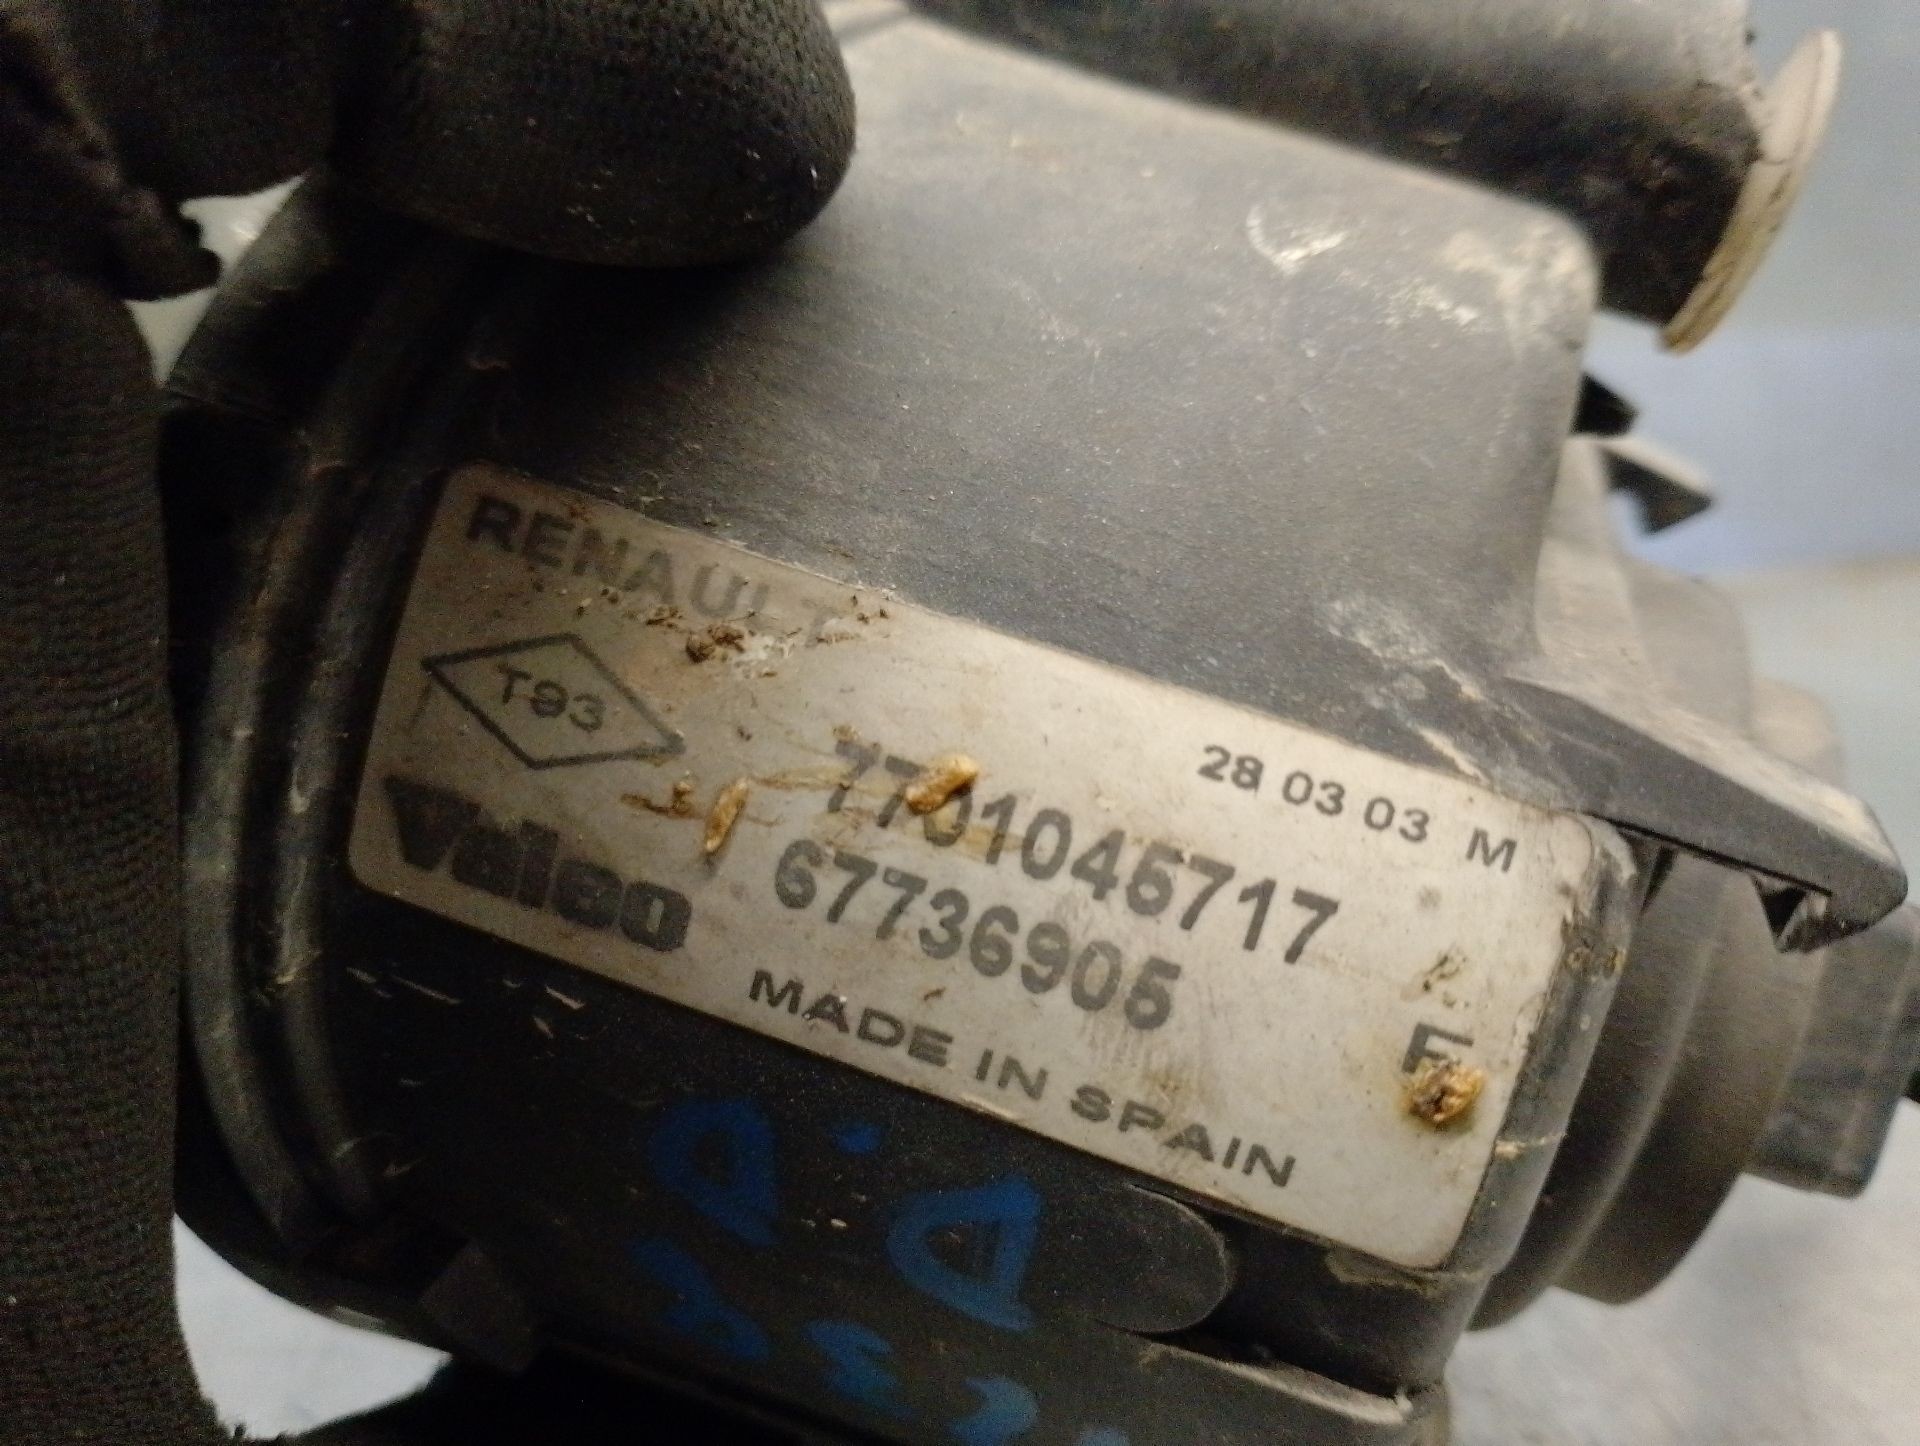 RENAULT
T93
28 03 03 M
7701045717
Valeo
67736905
F
MADE IN SPAIN